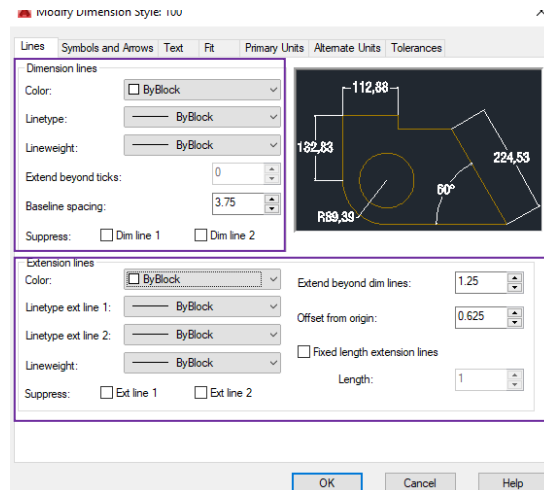 Modify Dimension Style: 100
Lines Symbols and Arrows Text Fit Primary Units Alternate Units Tolerances
Dimension lines
Color: ByBlock
Linetype: ByBlock
Lineweight: ByBlock
Extend beyond ticks: 0
Baseline spacing: 3.75
Suppress: Dim line 1 Dim line 2
112,88
182,83
224,53
60°
R89,39
Extension lines
Color: ByBlock
Linetype ext line 1: ByBlock
Linetype ext line 2: ByBlock
Lineweight: ByBlock
Suppress: Ext line 1 Ext line 2
Extend beyond dim lines: 1.25
Offset from origin: 0.625
Fixed length extension lines
Length: 1
OK Cancel Help